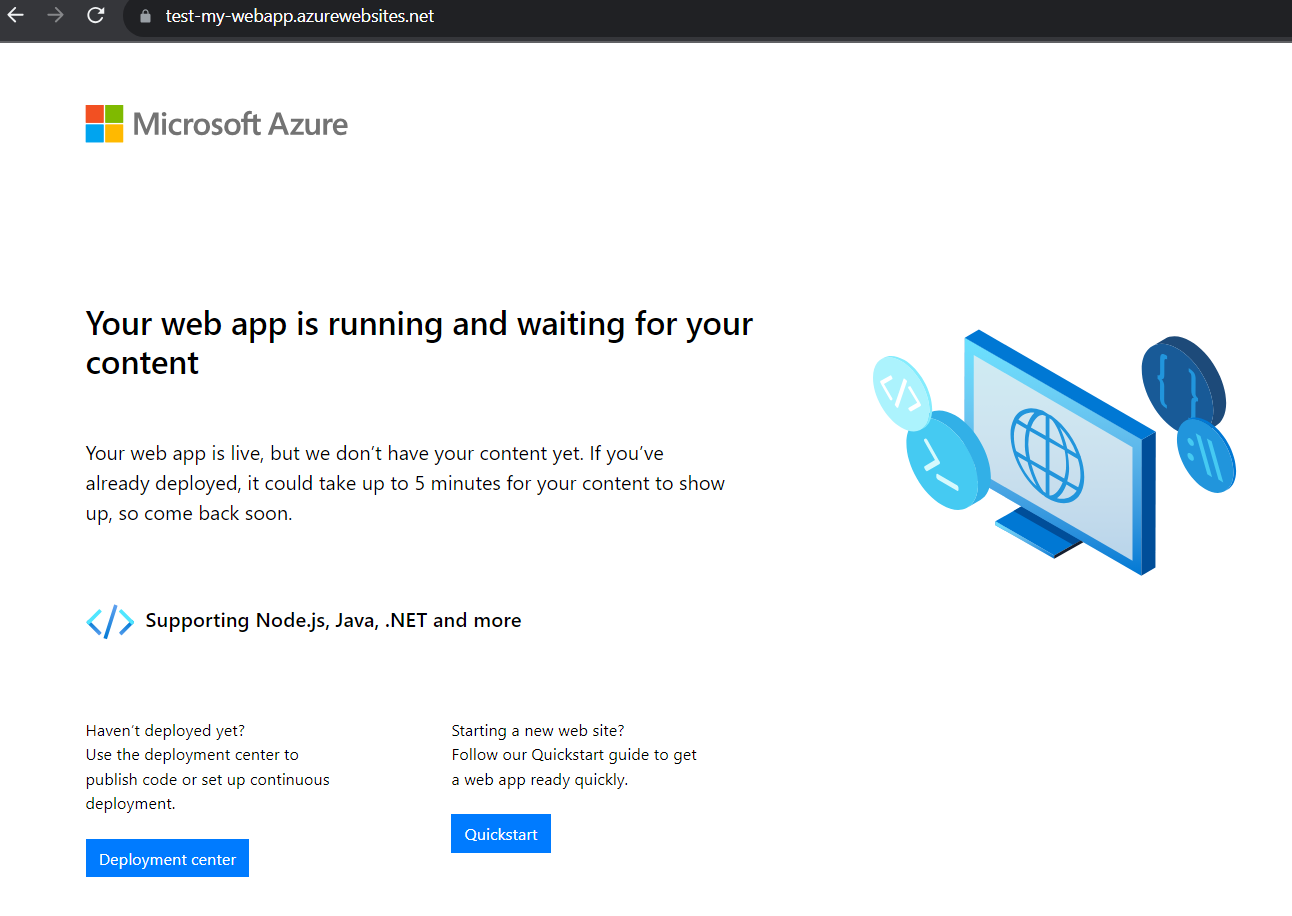 test-my-webapp.azurewebsites.net
Microsoft Azure
Your web app is running and waiting for your
content
Your web app is live, but we don’t have your content yet. If you’ve
already deployed, it could take up to 5 minutes for your content to show
up, so come back soon.
</>
{ }
>_
:\\
</> Supporting Node.js, Java, .NET and more
Haven’t deployed yet?
Use the deployment center to
publish code or set up continuous
deployment.
Deployment center
Starting a new web site?
Follow our Quickstart guide to get
a web app ready quickly.
Quickstart